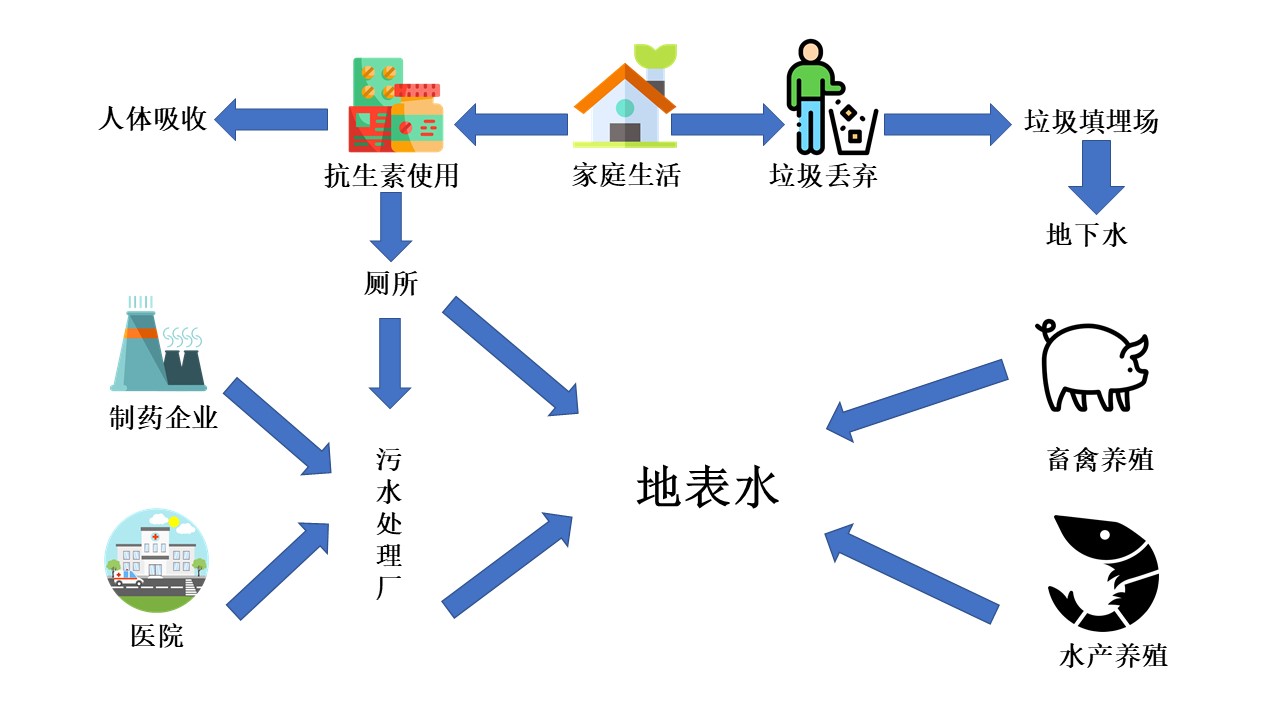 人体吸收
抗生素使用
家庭生活
垃圾丢弃
垃圾填埋场
地下水
厕所
制药企业
污水处理厂
地表水
畜禽养殖
医院
水产养殖